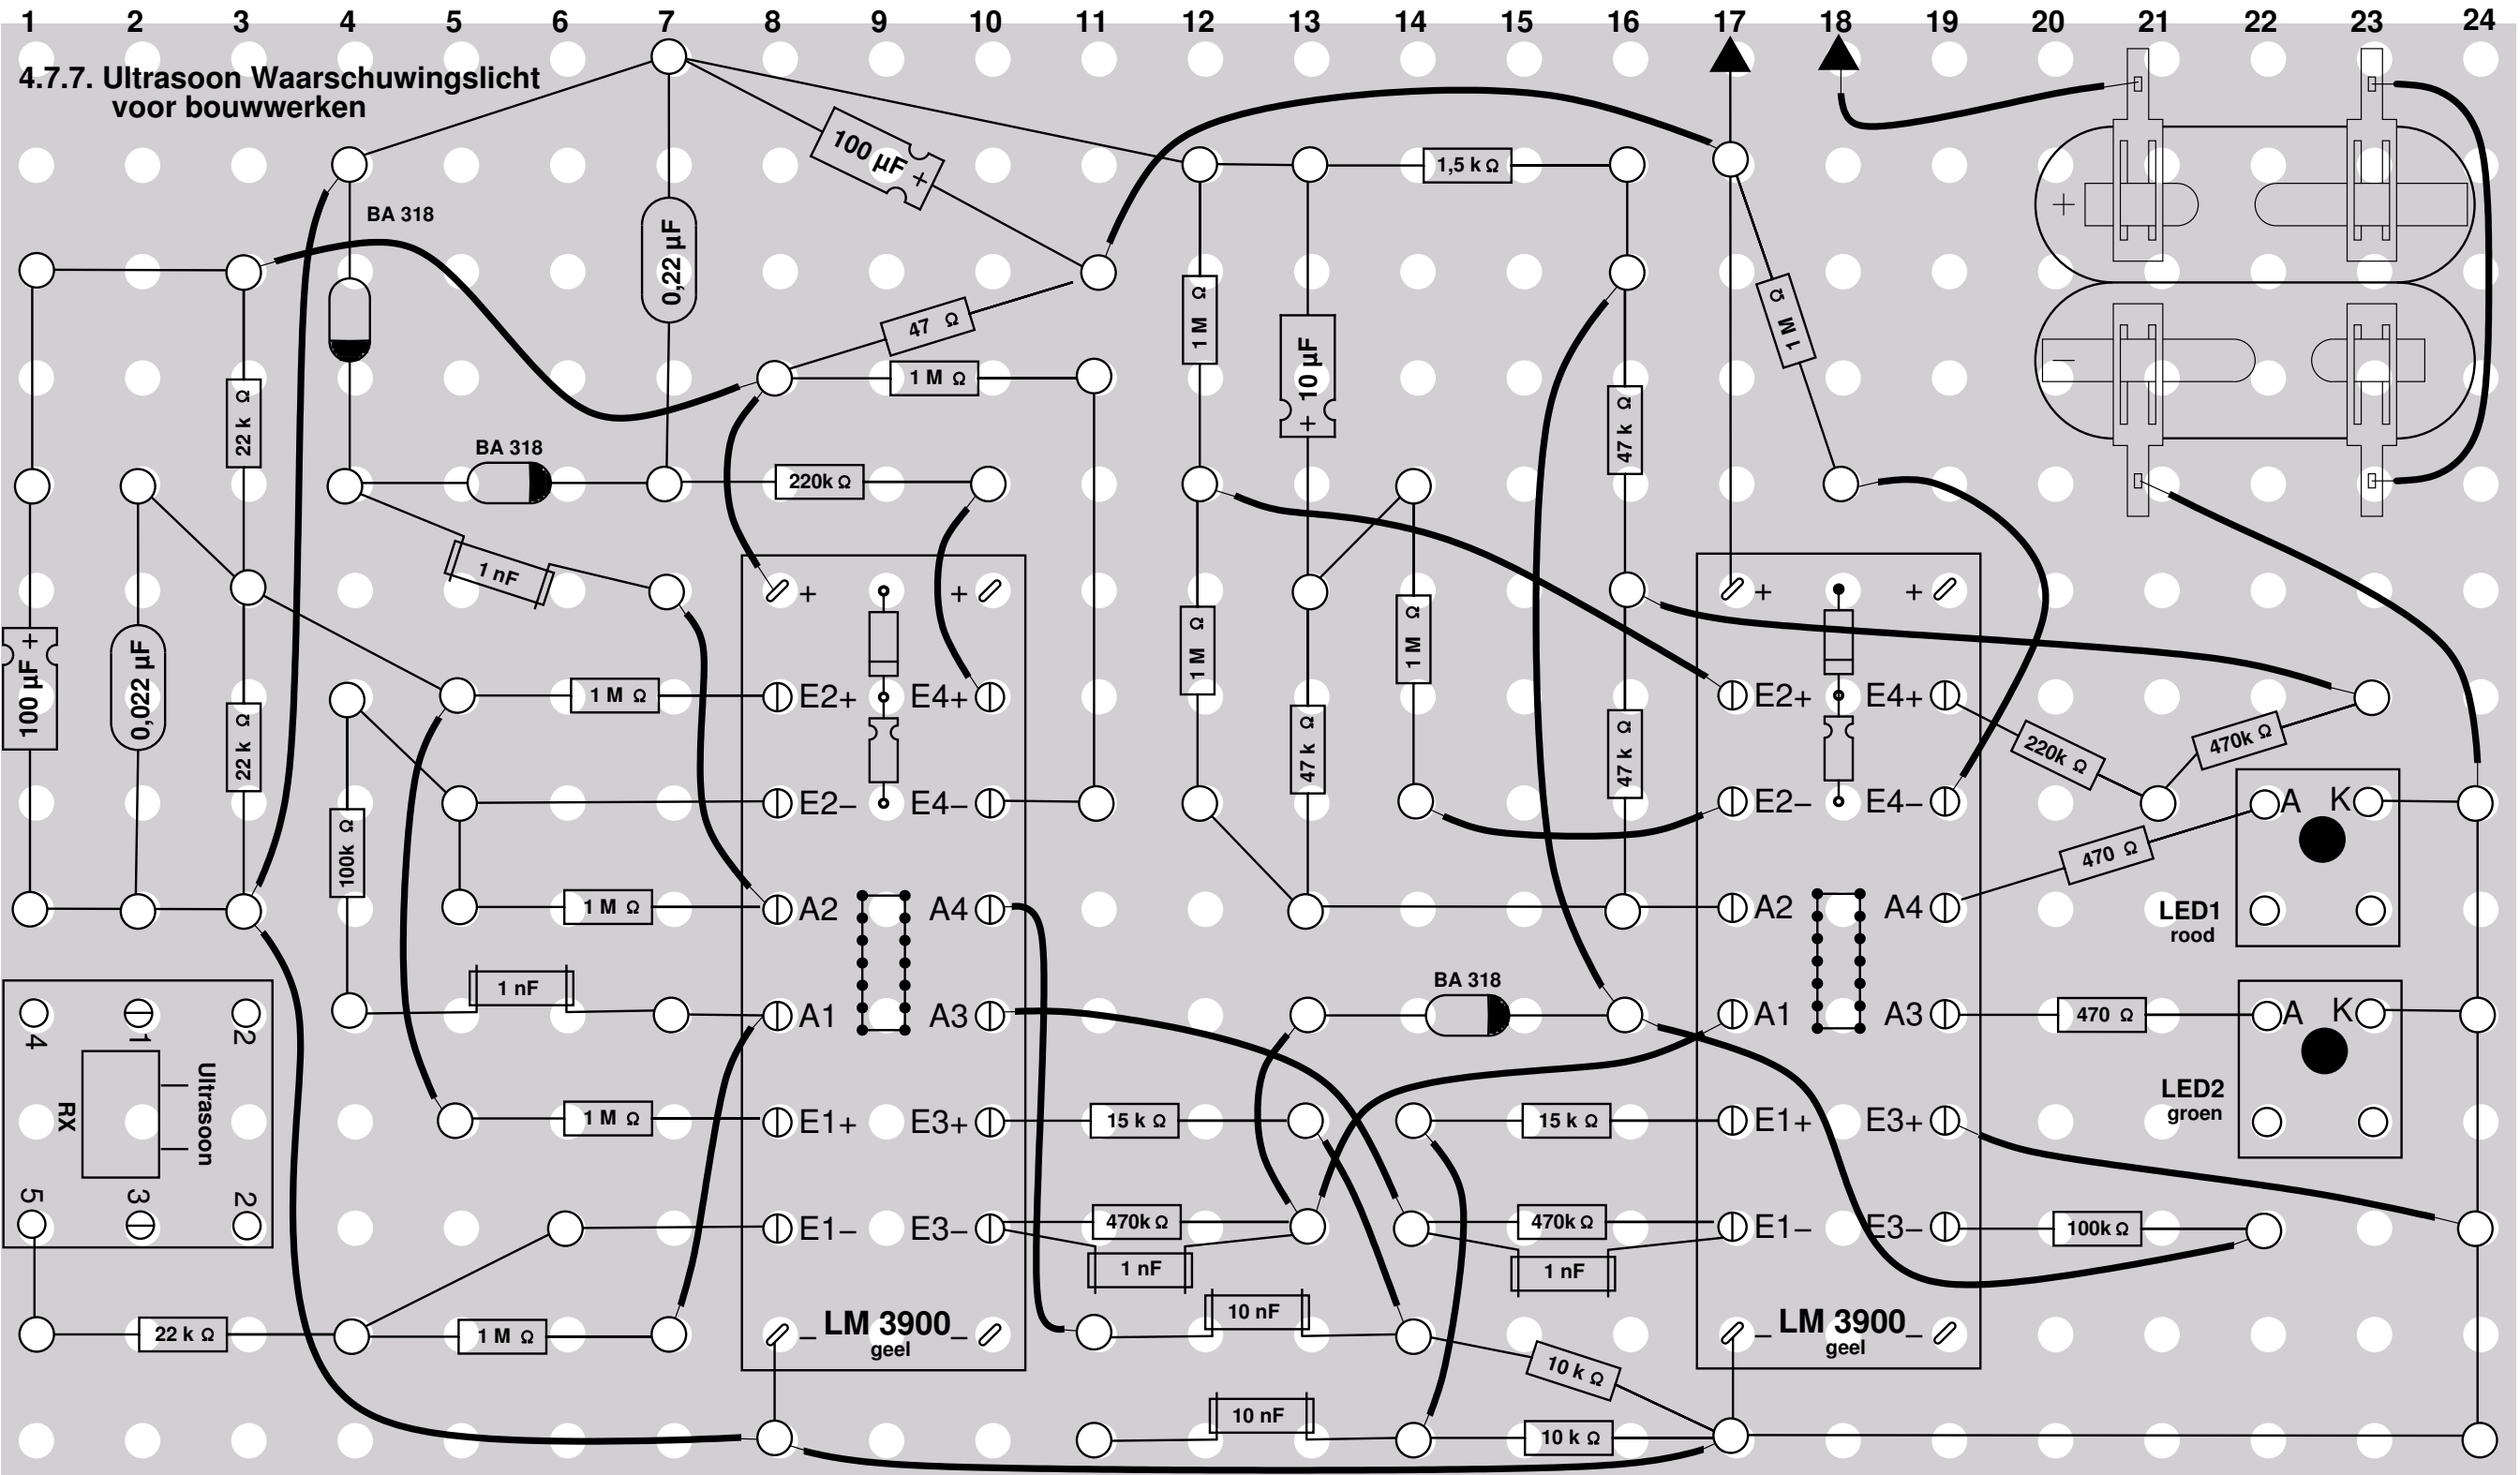 1 2 3 4 5 6 7 8 9 10 11 12 13 14 15 16 17 18 19 20 21 22 23 24
4.7.7. Ultrasoon Waarschuwingslicht
voor bouwwerken
100 µF +
1,5 k Ω
BA 318
0,22 µF
+
47 Ω
1 M Ω
1 M Ω
10 µF
+
1 M Ω
−
22 k Ω
1 M Ω
47 k Ω
BA 318
220k Ω
1 nF
+ +
+ +
100 µF +
0,022 µF
22 k Ω
1 M Ω
E2+ E4+
1 M Ω
47 k Ω
1 M Ω
47 k Ω
E2+ E4+
220k Ω
470k Ω
100k Ω
E2− E4−
E2− E4−
A K
470 Ω
1 M Ω
A2 A4
A2 A4
LED1
rood
1 nF
A1 A3
BA 318
A1 A3
470 Ω
A K
4 1 2
Ultrasoon
RX
5 3 2
1 M Ω
E1+ E3+
15 k Ω
15 k Ω
E1+ E3+
LED2
groen
E1− E3−
470k Ω
1 nF
470k Ω
1 nF
E1− E3−
100k Ω
22 k Ω
1 M Ω
− LM 3900 −
geel
10 nF
10 k Ω
− LM 3900 −
geel
10 nF
10 k Ω